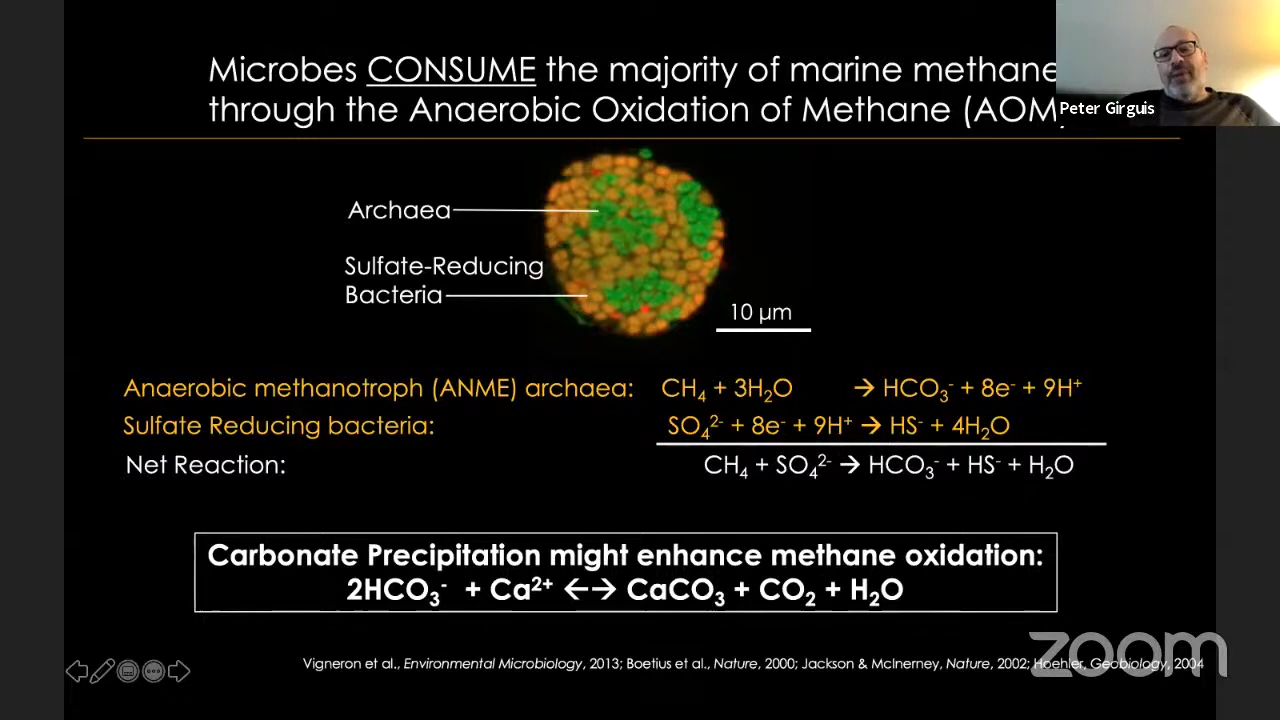 Microbes CONSUME the majority of marine methane
through the Anaerobic Oxidation of Methane (AOM)
Peter Girguis
Archaea
Sulfate-Reducing
Bacteria
10 µm
Anaerobic methanotroph (ANME) archaea: CH₄ + 3H₂O → HCO₃⁻ + 8e⁻ + 9H⁺
Sulfate Reducing bacteria: SO₄²⁻ + 8e⁻ + 9H⁺ → HS⁻ + 4H₂O
Net Reaction: CH₄ + SO₄²⁻ → HCO₃⁻ + HS⁻ + H₂O
Carbonate Precipitation might enhance methane oxidation:
2HCO₃⁻ + Ca²⁺ ←→ CaCO₃ + CO₂ + H₂O
Vigneron et al., Environmental Microbiology, 2013; Boetius et al., Nature, 2000; Jackson & McInerney, Nature, 2002; Hoehler, Geobiology, 2004
zoom